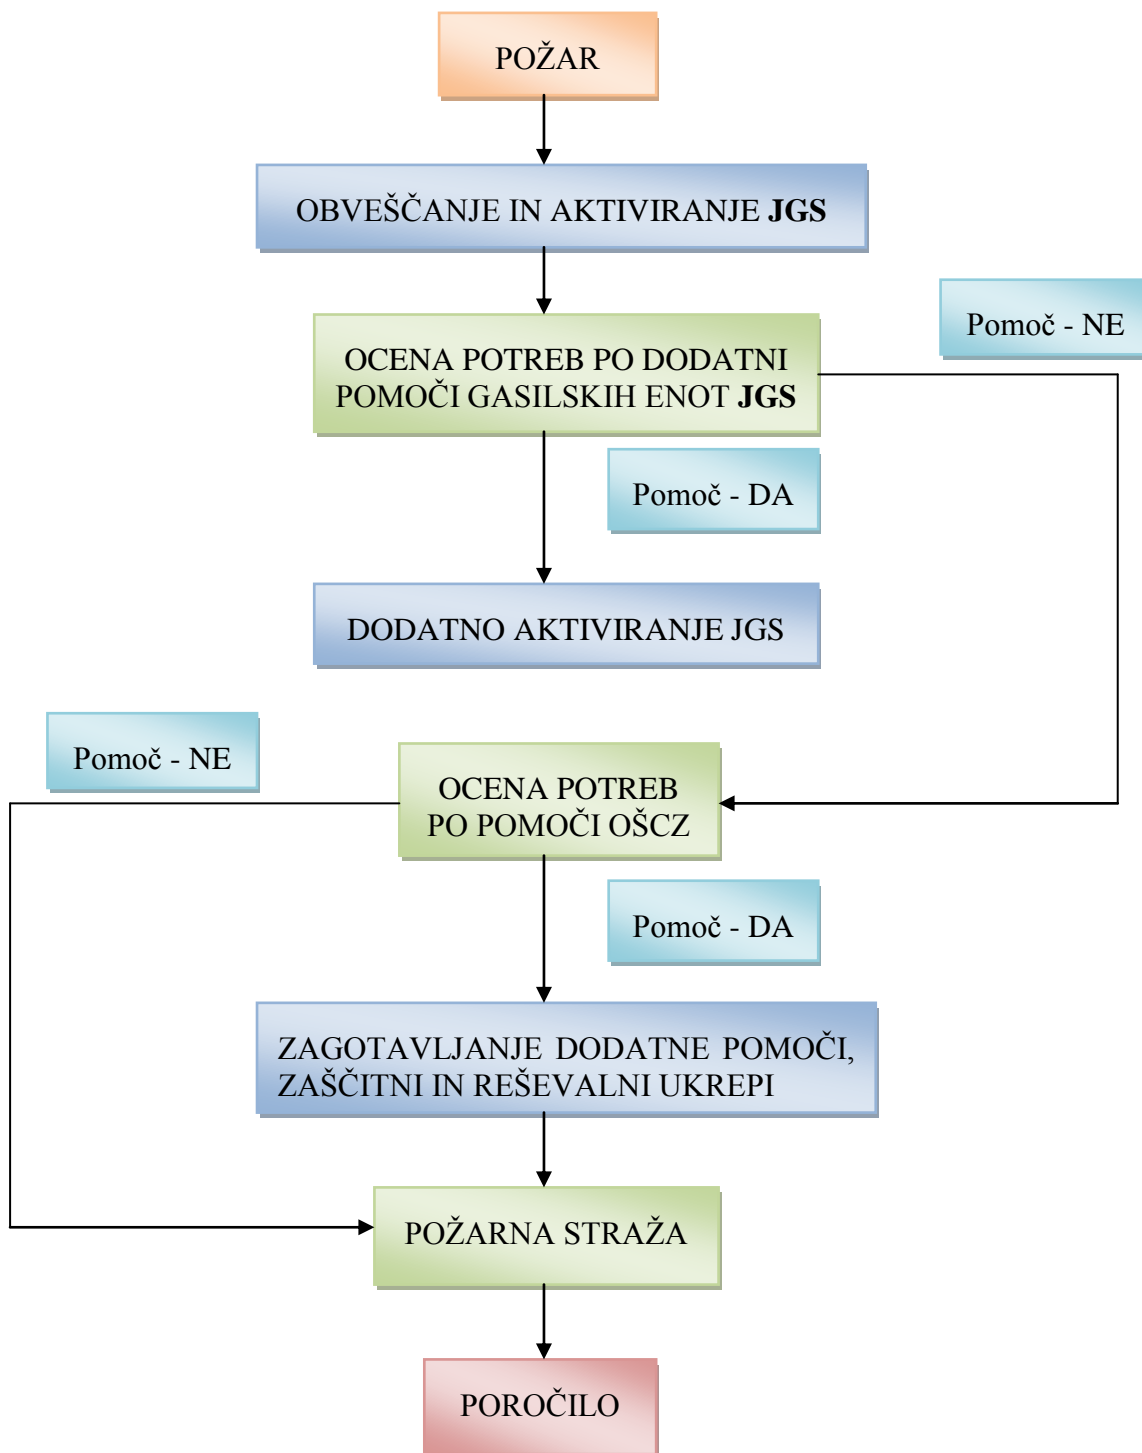 POŽAR
OBVEŠČANJE IN AKTIVIRANJE JGS
Pomoč - NE
OCENA POTREB PO DODATNI
POMOČI GASILSKIH ENOT JGS
Pomoč - DA
DODATNO AKTIVIRANJE JGS
Pomoč - NE
OCENA POTREB
PO POMOČI OŠCZ
Pomoč - DA
ZAGOTAVLJANJE DODATNE POMOČI,
ZAŠČITNI IN REŠEVALNI UKREPI
POŽARNA STRAŽA
POROČILO